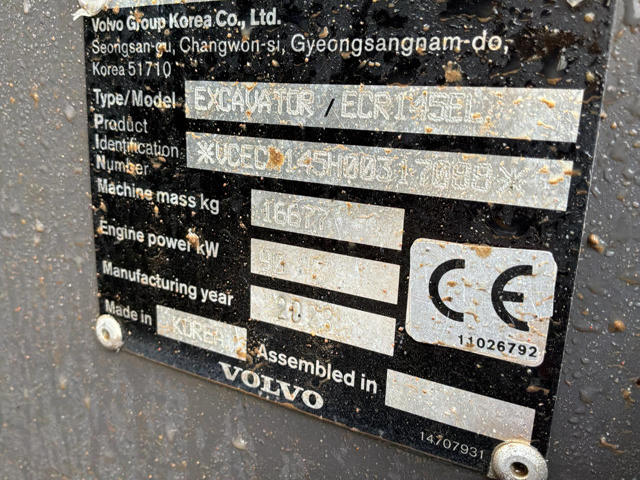 Volvo Group Korea Co., Ltd.
Seongsan-gu, Changwon-si, Gyeongsangnam-do,
Korea 51710
Type/Model EXCAVATOR / ECR145EL
Product
Identification
Number
Machine mass kg
Engine power kW
Manufacturing year
Made in KOREA
Assembled in
VOLVO
CE
11026792
14707931